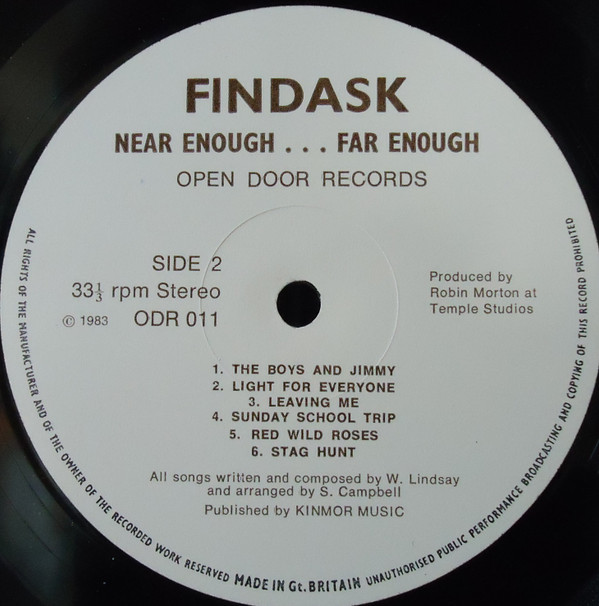 FINDASK
NEAR ENOUGH . . . FAR ENOUGH
OPEN DOOR RECORDS
SIDE 2
33⅓ rpm Stereo
© 1983 ODR 011
Produced by
Robin Morton at
Temple Studios
1. THE BOYS AND JIMMY
2. LIGHT FOR EVERYONE
3. LEAVING ME
4. SUNDAY SCHOOL TRIP
5. RED WILD ROSES
6. STAG HUNT
All songs written and composed by W. Lindsay
and arranged by S. Campbell
Published by KINMOR MUSIC
ALL RIGHTS OF THE MANUFACTURER AND OF THE OWNER OF THE RECORDED WORK RESERVED MADE IN Gt. BRITAIN UNAUTHORISED PUBLIC PERFORMANCE BROADCASTING AND COPYING OF THIS RECORD PROHIBITED